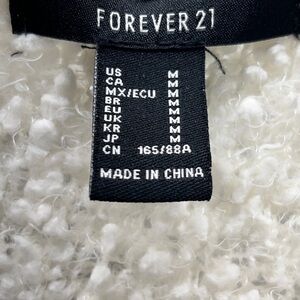 FOREVER 21
US M
CA M
MX/ECU M
BR M
EU M
UK M
KR M
JP M
CN 165/88A
MADE IN CHINA